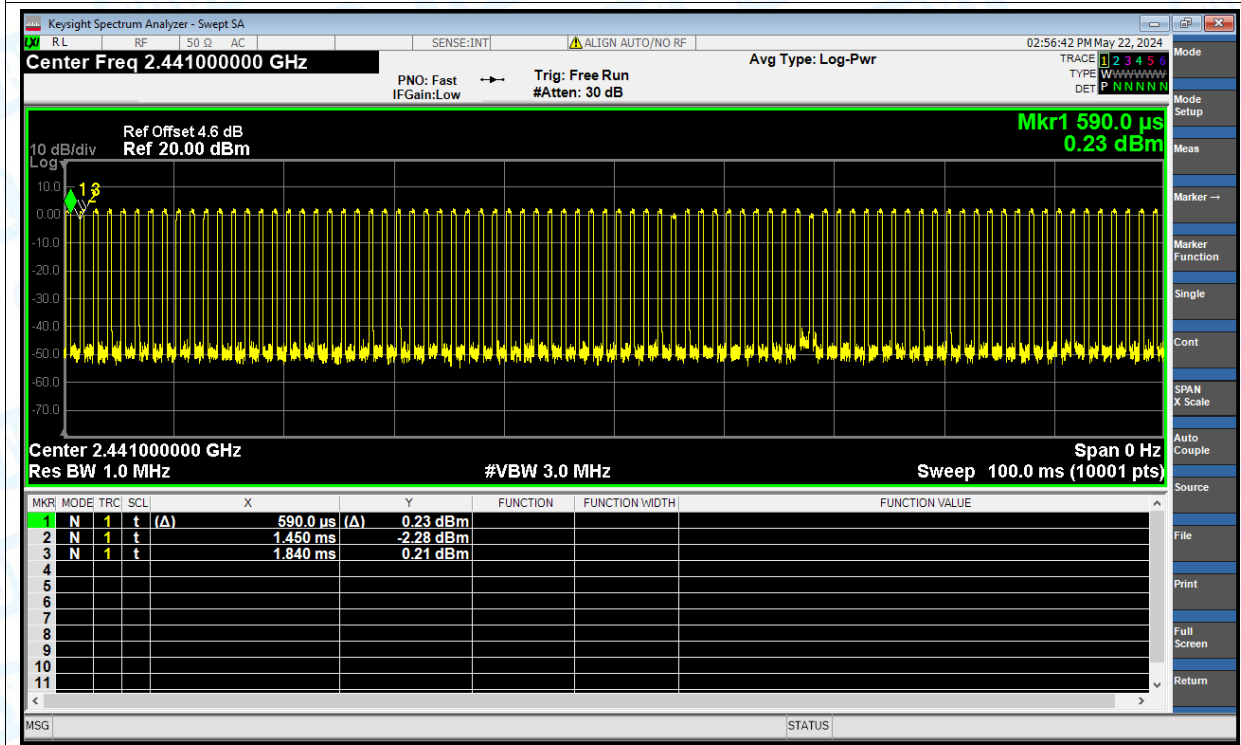 Keysight Spectrum Analyzer - Swept SA
LXI RL RF 50 Ω AC SENSE:INT ALIGN AUTO/NO RF 02:56:42 PM May 22, 2024
Center Freq 2.441000000 GHz
Avg Type: Log-Pwr
TRACE 1 2 3 4 5 6
TYPE WWWWWW
DET P N N N N N
PNO: Fast
IFGain:Low
Trig: Free Run
#Atten: 30 dB
Mkr1 590.0 µs
0.23 dBm
Ref Offset 4.6 dB
10 dB/div Ref 20.00 dBm
Log
10.0
0.00
-10.0
-20.0
-30.0
-40.0
-50.0
-60.0
-70.0
1
2
3
Center 2.441000000 GHz Span 0 Hz
Res BW 1.0 MHz #VBW 3.0 MHz Sweep 100.0 ms (10001 pts)
MKR MODE TRC SCL X Y FUNCTION FUNCTION WIDTH FUNCTION VALUE
1 N 1 t (Δ) 590.0 µs (Δ) 0.23 dBm
2 N 1 t 1.450 ms -2.28 dBm
3 N 1 t 1.840 ms 0.21 dBm
4
5
6
7
8
9
10
11
MSG STATUS
Mode
Mode
Setup
Meas
Marker →
Marker
Function
Single
Cont
SPAN
X Scale
Auto
Couple
Source
File
Print
Full
Screen
Return